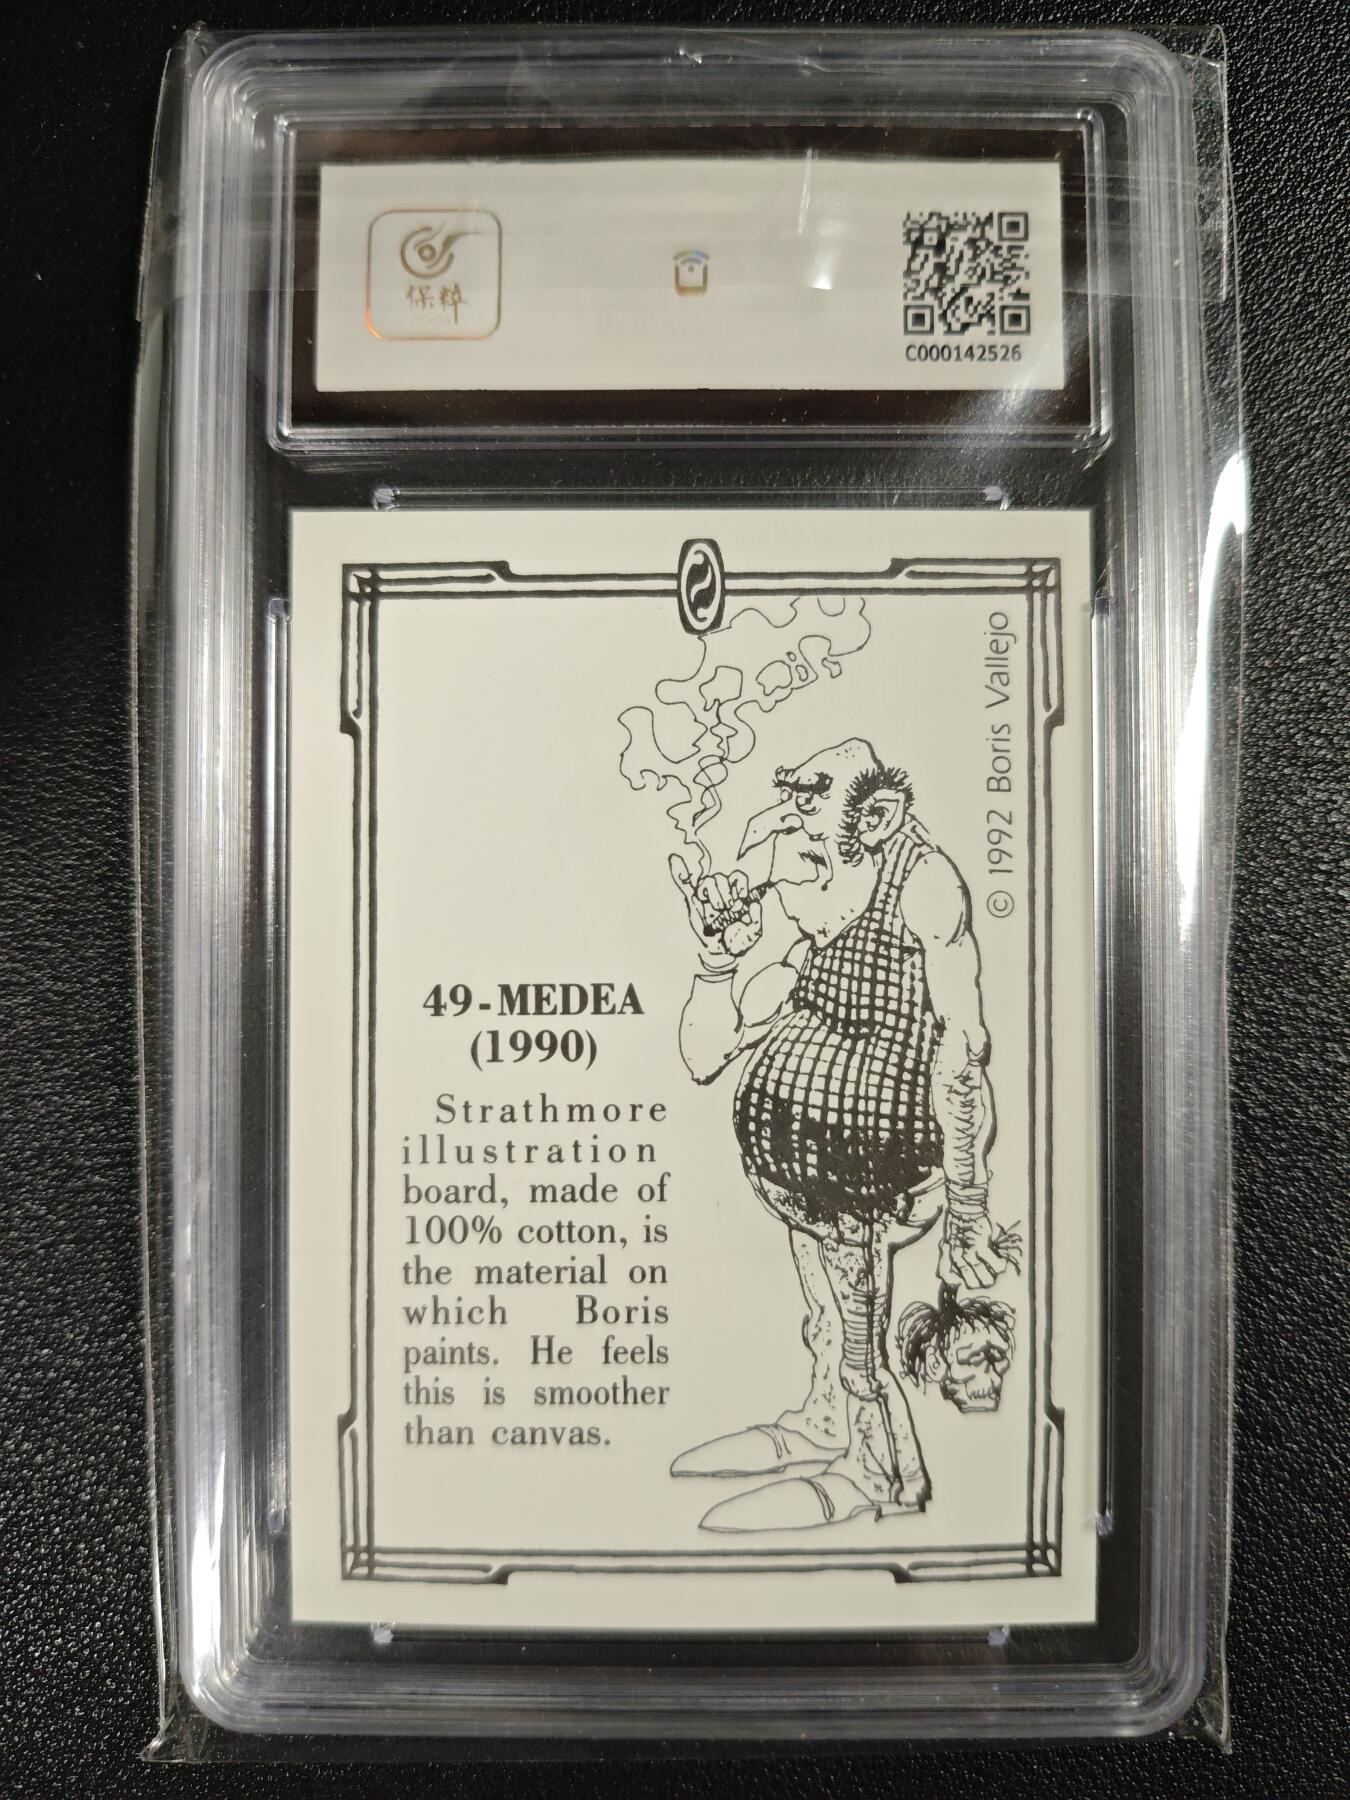 保粹
C000142526
© 1992 Boris Vallejo
49-MEDEA
(1990)
Strathmore
illustration
board, made of
100% cotton, is
the material on
which Boris
paints. He feels
this is smoother
than canvas.